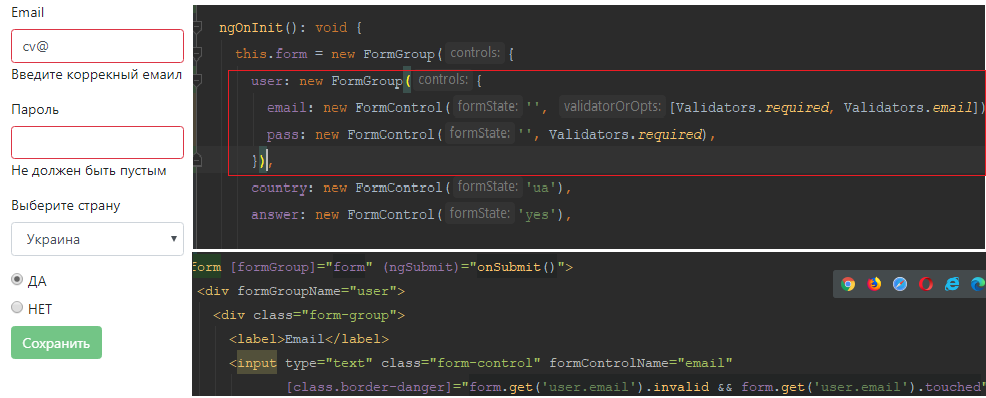 Email
cv@
Введите коррекный емаил
Пароль
Не должен быть пустым
Выберите страну
Украина
ДА
НЕТ
Сохранить
ngOnInit(): void {
this.form = new FormGroup( controls: {
user: new FormGroup( controls: {
email: new FormControl( formState: '', validatorOrOpts: [Validators.required, Validators.email])
pass: new FormControl( formState: '', Validators.required),
}),
country: new FormControl( formState: 'ua'),
answer: new FormControl( formState: 'yes'),
form [formGroup]="form" (ngSubmit)="onSubmit()">
<div formGroupName="user">
<div class="form-group">
<label>Email</label>
<input type="text" class="form-control" formControlName="email"
[class.border-danger]="form.get('user.email').invalid && form.get('user.email').touched"